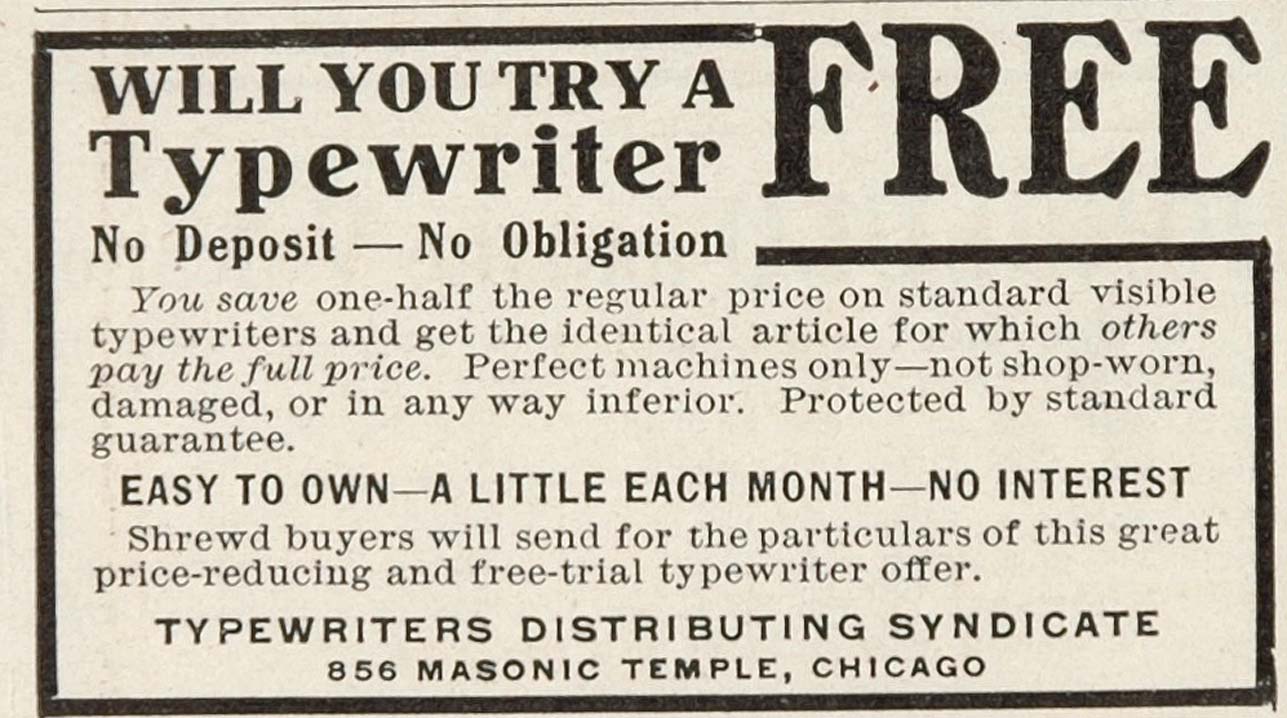 WILL YOU TRY A
Typewriter FREE
No Deposit — No Obligation
You save one-half the regular price on standard visible
typewriters and get the identical article for which others
pay the full price. Perfect machines only—not shop-worn,
damaged, or in any way inferior. Protected by standard
guarantee.
EASY TO OWN—A LITTLE EACH MONTH—NO INTEREST
Shrewd buyers will send for the particulars of this great
price-reducing and free-trial typewriter offer.
TYPEWRITERS DISTRIBUTING SYNDICATE
856 MASONIC TEMPLE, CHICAGO